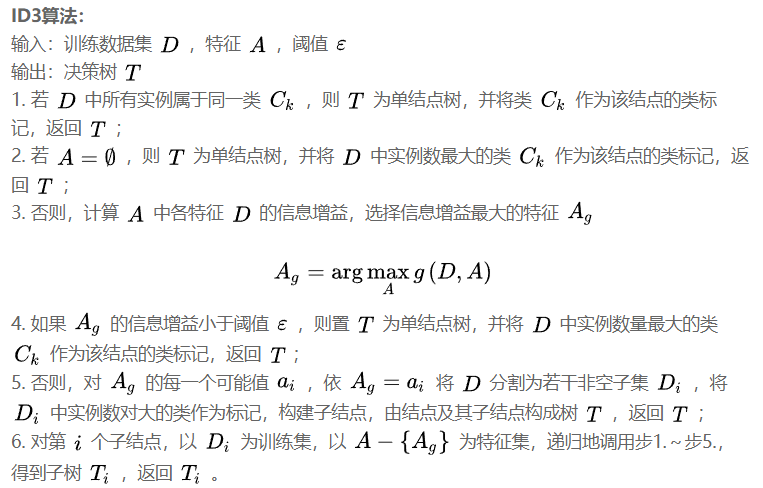 ID3算法:
输入: 训练数据集 D ，特征 A ，阈值 ε
输出: 决策树 T
1. 若 D 中所有实例属于同一类 C_k ，则 T 为单结点树，并将类 C_k 作为该结点的类标
记，返回 T ；
2. 若 A = ∅ ，则 T 为单结点树，并将 D 中实例数最大的类 C_k 作为该结点的类标记，返
回 T ；
3. 否则，计算 A 中各特征 D 的信息增益，选择信息增益最大的特征 A_g
A_g = arg max_A g (D, A)
4. 如果 A_g 的信息增益小于阈值 ε ，则置 T 为单结点树，并将 D 中实例数量最大的类
C_k 作为该结点的类标记，返回 T ；
5. 否则，对 A_g 的每一个可能值 a_i ，依 A_g = a_i 将 D 分割为若干非空子集 D_i ，将
D_i 中实例数对大的类作为标记，构建子结点，由结点及其子结点构成树 T ，返回 T ；
6. 对第 i 个子结点，以 D_i 为训练集，以 A − {A_g} 为特征集，递归地调用步1. ~ 步5.，
得到子树 T_i ，返回 T_i 。